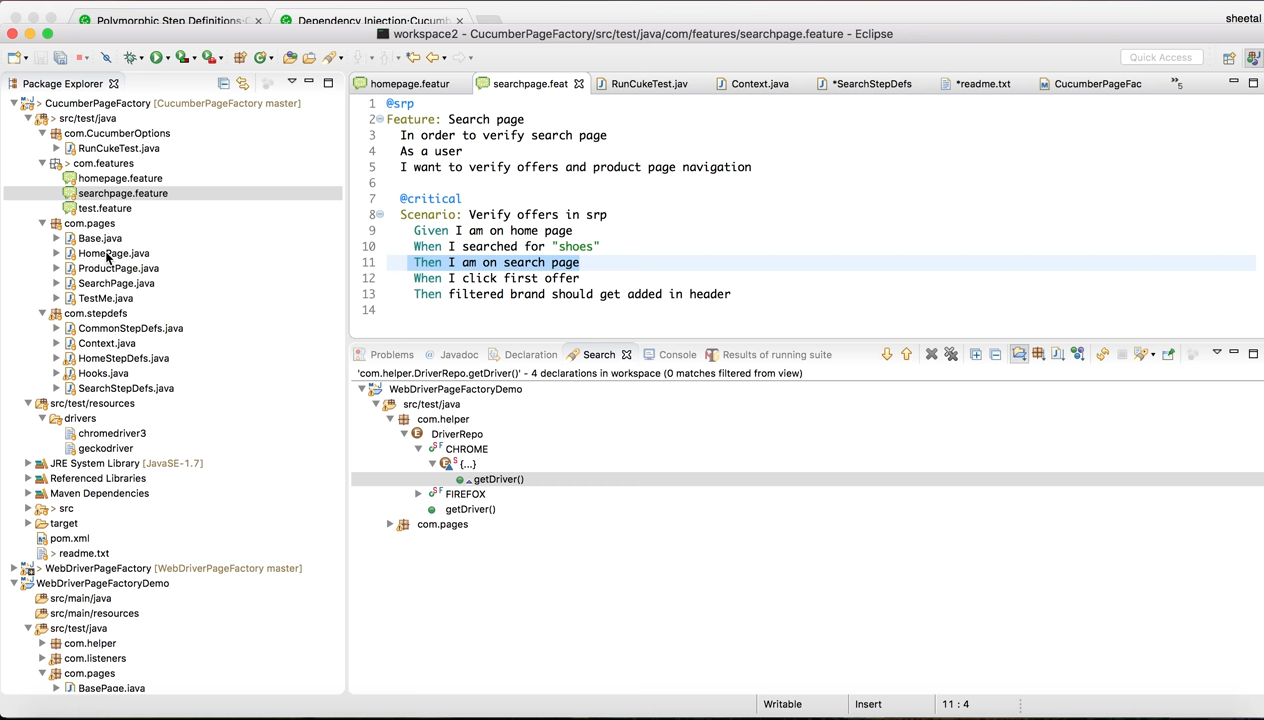 Polymorphic Step Definitions·C
Dependency Injection·Cucumb
sheetal
workspace2 - CucumberPageFactory/src/test/java/com/features/searchpage.feature - Eclipse
Quick Access
Package Explorer
homepage.featur
searchpage.feat
RunCukeTest.jav
Context.java
*SearchStepDefs
*readme.txt
CucumberPageFac
»5
> CucumberPageFactory [CucumberPageFactory master]
> src/test/java
com.CucumberOptions
RunCukeTest.java
> com.features
homepage.feature
searchpage.feature
test.feature
com.pages
Base.java
HomePage.java
ProductPage.java
SearchPage.java
TestMe.java
com.stepdefs
CommonStepDefs.java
Context.java
HomeStepDefs.java
Hooks.java
SearchStepDefs.java
src/test/resources
drivers
chromedriver3
geckodriver
JRE System Library [JavaSE-1.7]
Referenced Libraries
Maven Dependencies
> src
target
pom.xml
> readme.txt
> WebDriverPageFactory [WebDriverPageFactory master]
WebDriverPageFactoryDemo
src/main/java
src/main/resources
src/test/java
com.helper
com.listeners
com.pages
BasePage.java
1 @srp
2 Feature: Search page
3 In order to verify search page
4 As a user
5 I want to verify offers and product page navigation
6
7 @critical
8 Scenario: Verify offers in srp
9 Given I am on home page
10 When I searched for "shoes"
11 Then I am on search page
12 When I click first offer
13 Then filtered brand should get added in header
14
Problems
Javadoc
Declaration
Search
Console
Results of running suite
'com.helper.DriverRepo.getDriver()' - 4 declarations in workspace (0 matches filtered from view)
WebDriverPageFactoryDemo
src/test/java
com.helper
DriverRepo
CHROME
{...}
getDriver()
FIREFOX
getDriver()
com.pages
Writable
Insert
11 : 4